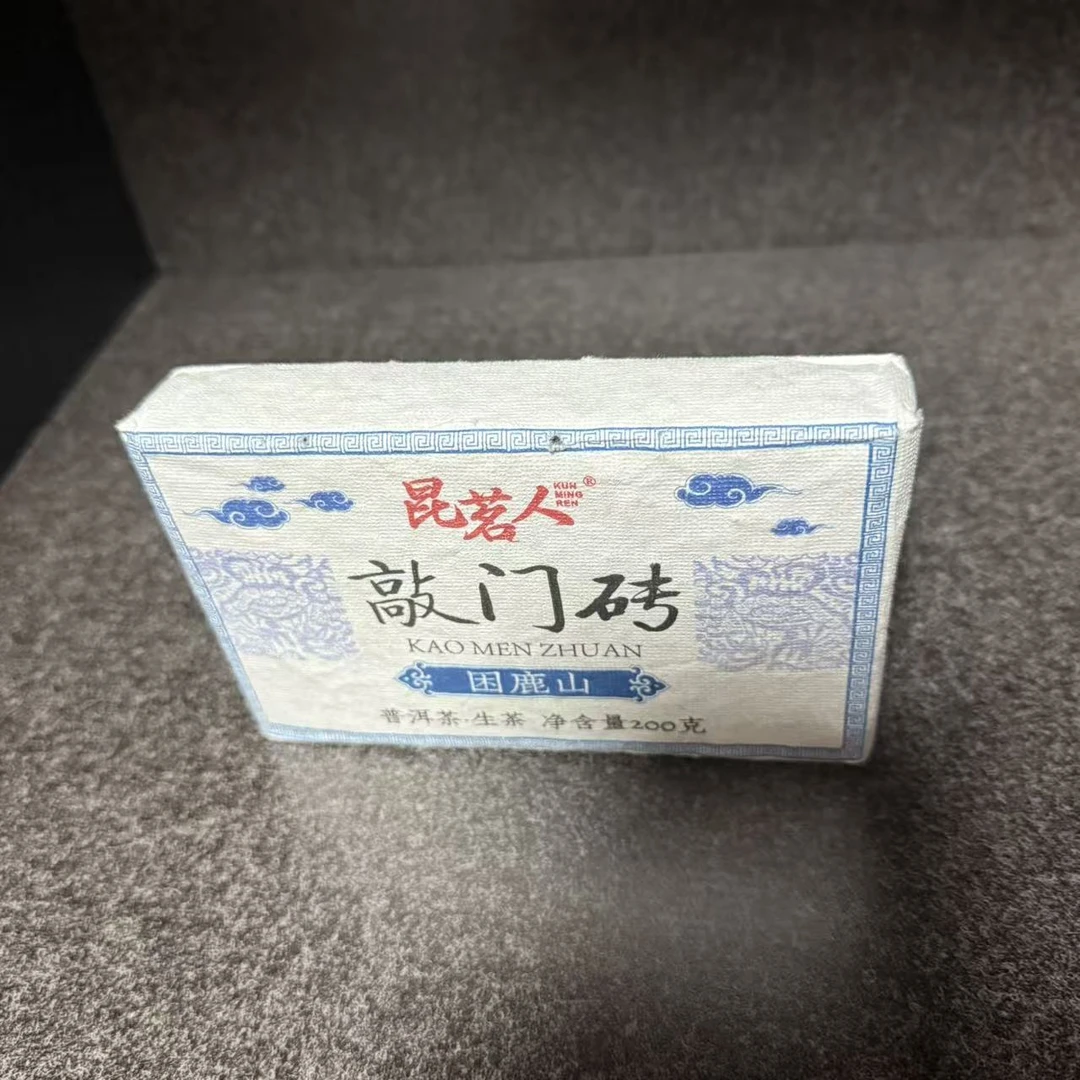 昆茗人 KUN MING REN ®
敲门砖
KAO MEN ZHUAN
困鹿山
普洱茶·生茶 净含量200克